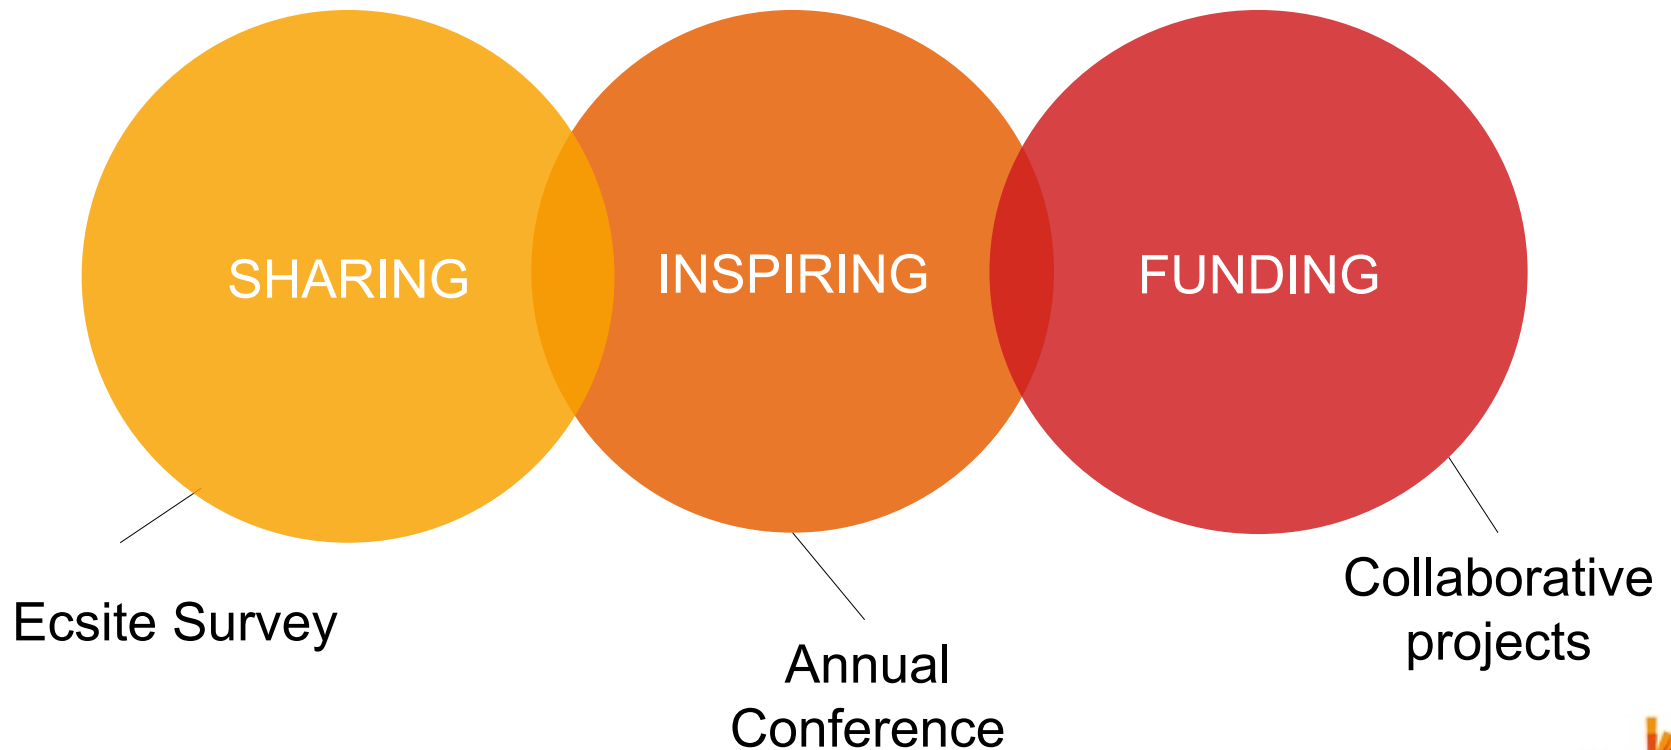 SHARING
INSPIRING
FUNDING
Ecsite Survey
Annual
Conference
Collaborative
projects